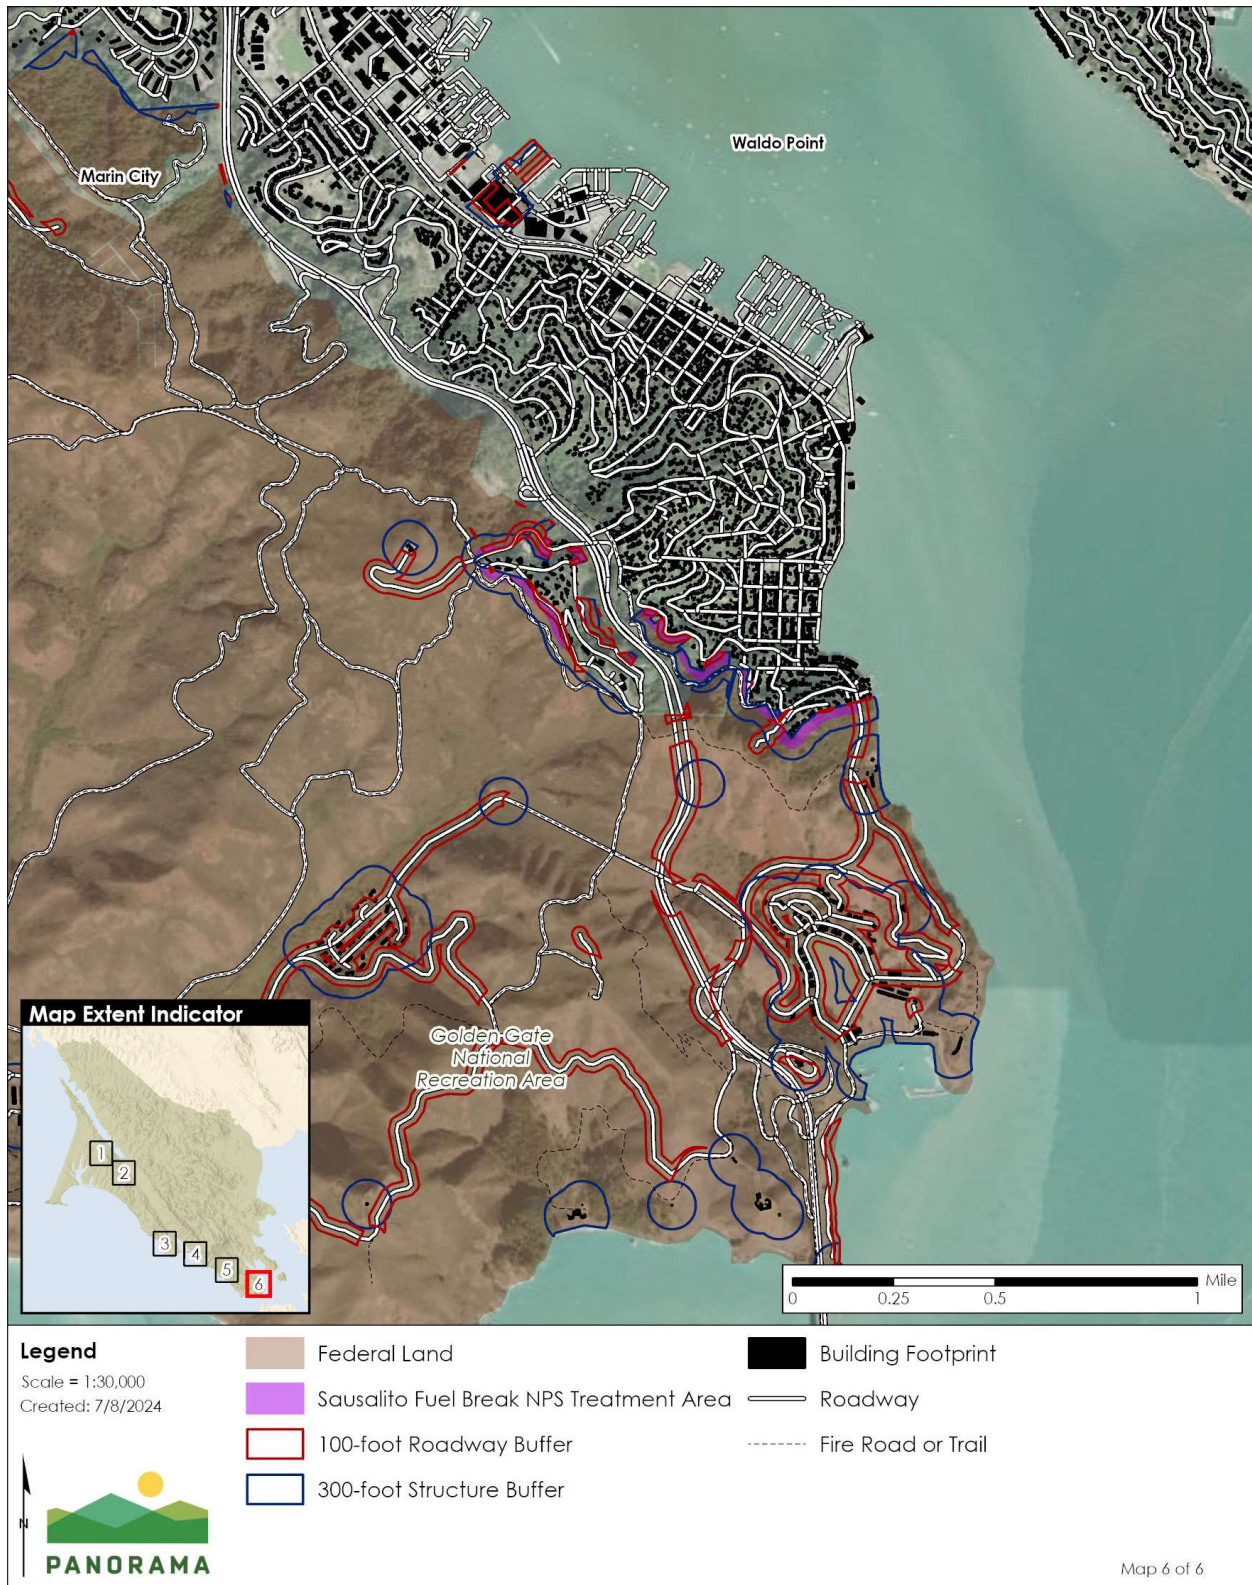 Waldo Point
Marin City
Golden Gate
National
Recreation Area
Map Extent Indicator
1
2
3
4
5
6
Mile
0
0.25
0.5
1
Legend
Scale = 1:30,000
Created: 7/8/2024
N
PANORAMA
Federal Land
Sausalito Fuel Break NPS Treatment Area
100-foot Roadway Buffer
300-foot Structure Buffer
Building Footprint
Roadway
Fire Road or Trail
Map 6 of 6